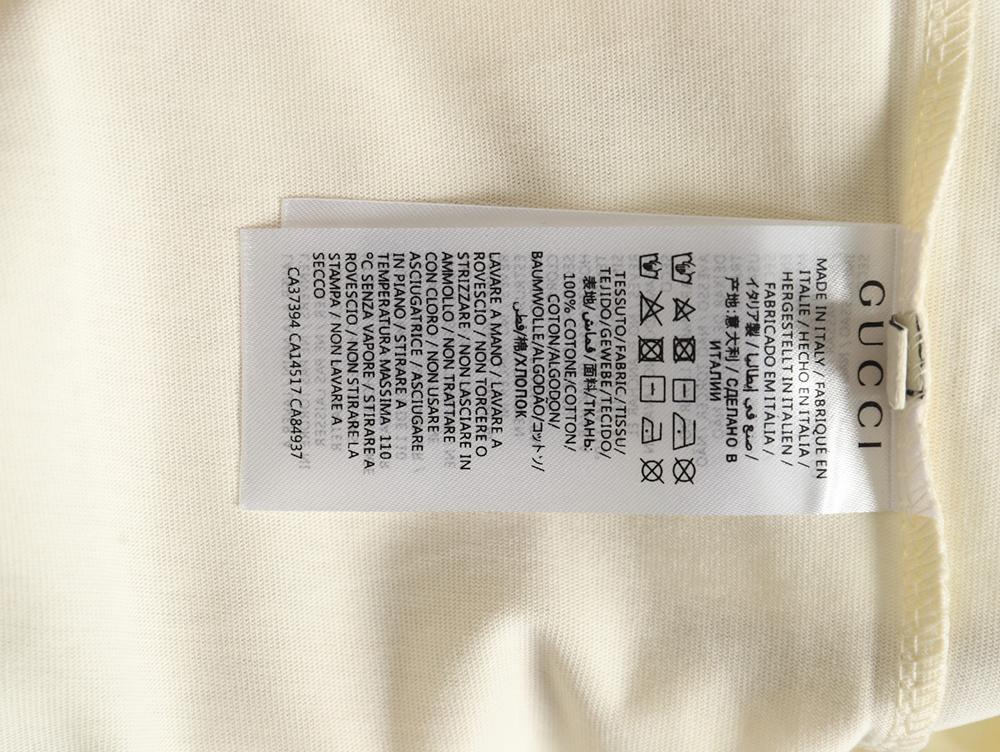 GUCCI
MADE IN ITALY / FABRIQUÉ EN
ITALIE / HECHO EN ITALIA /
HERGESTELLT IN ITALIEN /
FABRICADO EM ITALIA /
イタリア製 / صنع في إيطاليا /
产地:意大利 / СДЕЛАНО В
ИТАЛИИ
TESSUTO/FABRIC/TISSU/
TEJIDO/GEWEBE/TECIDO/
表地/قماش/面料/ТКАНЬ:
100% COTONE/COTTON/
COTON/ALGODÓN/
BAUMWOLLE/ALGODÃO/コットン/
قطن/棉/ХЛОПОК
LAVARE A MANO / LAVARE A
ROVESCIO / NON TORCERE O
STRIZZARE / NON LASCIARE IN
AMMOLLO / NON TRATTARE
CON CLORO / NON USARE
ASCIUGATRICE / ASCIUGARE
IN PIANO / STIRARE A
TEMPERATURA MASSIMA 110
°C SENZA VAPORE / STIRARE A
ROVESCIO / NON STIRARE LA
STAMPA / NON LAVARE A
SECCO
CA37394 CA1451/ CA84937